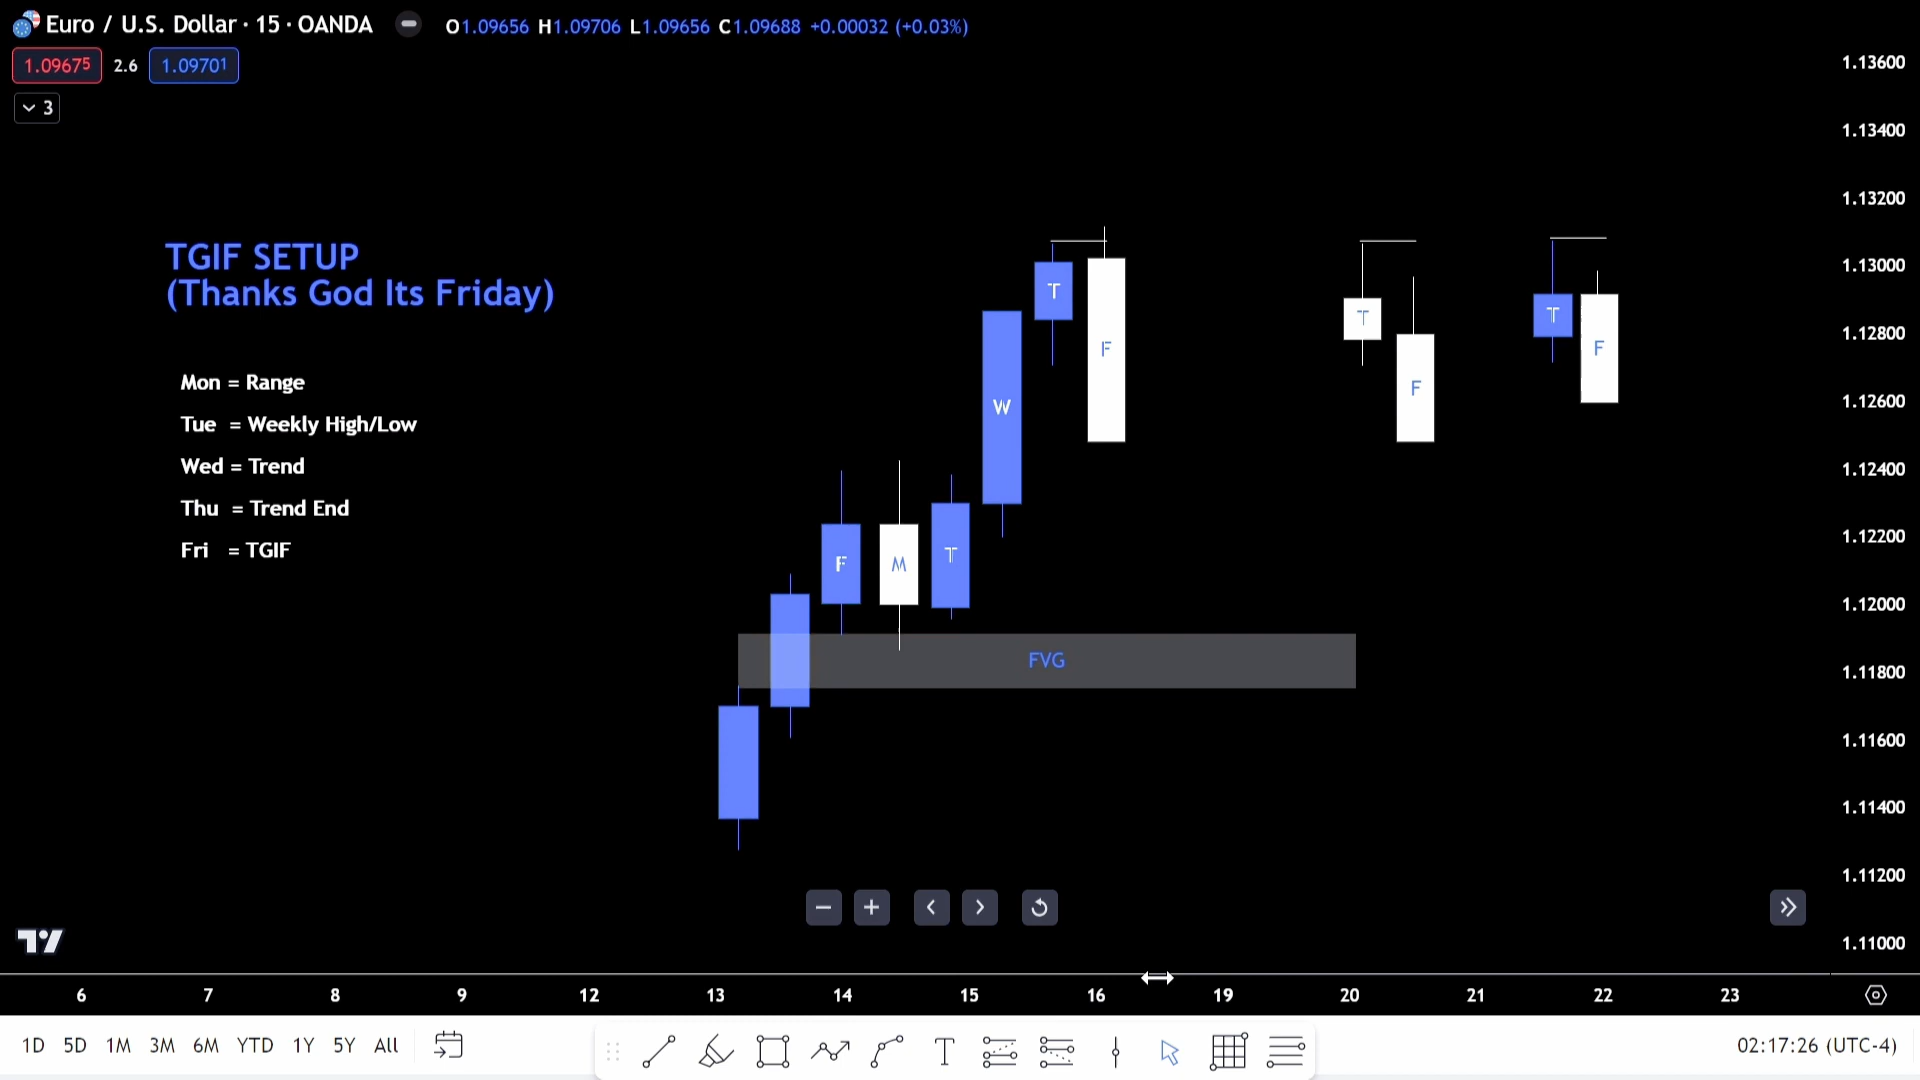 Euro / U.S. Dollar · 15 · OANDA
O1.09656 H1.09706 L1.09656 C1.09688 +0.00032 (+0.03%)
1.09675 2.6 1.09701
3
TGIF SETUP
(Thanks God Its Friday)
Mon = Range
Tue = Weekly High/Low
Wed = Trend
Thu = Trend End
Fri = TGIF
F
M
T
W
T
F
T
F
T
F
FVG
1.13600
1.13400
1.13200
1.13000
1.12800
1.12600
1.12400
1.12200
1.12000
1.11800
1.11600
1.11400
1.11200
1.11000
6 7 8 9 12 13 14 15 16 19 20 21 22 23
1D 5D 1M 3M 6M YTD 1Y 5Y All
02:17:26 (UTC-4)